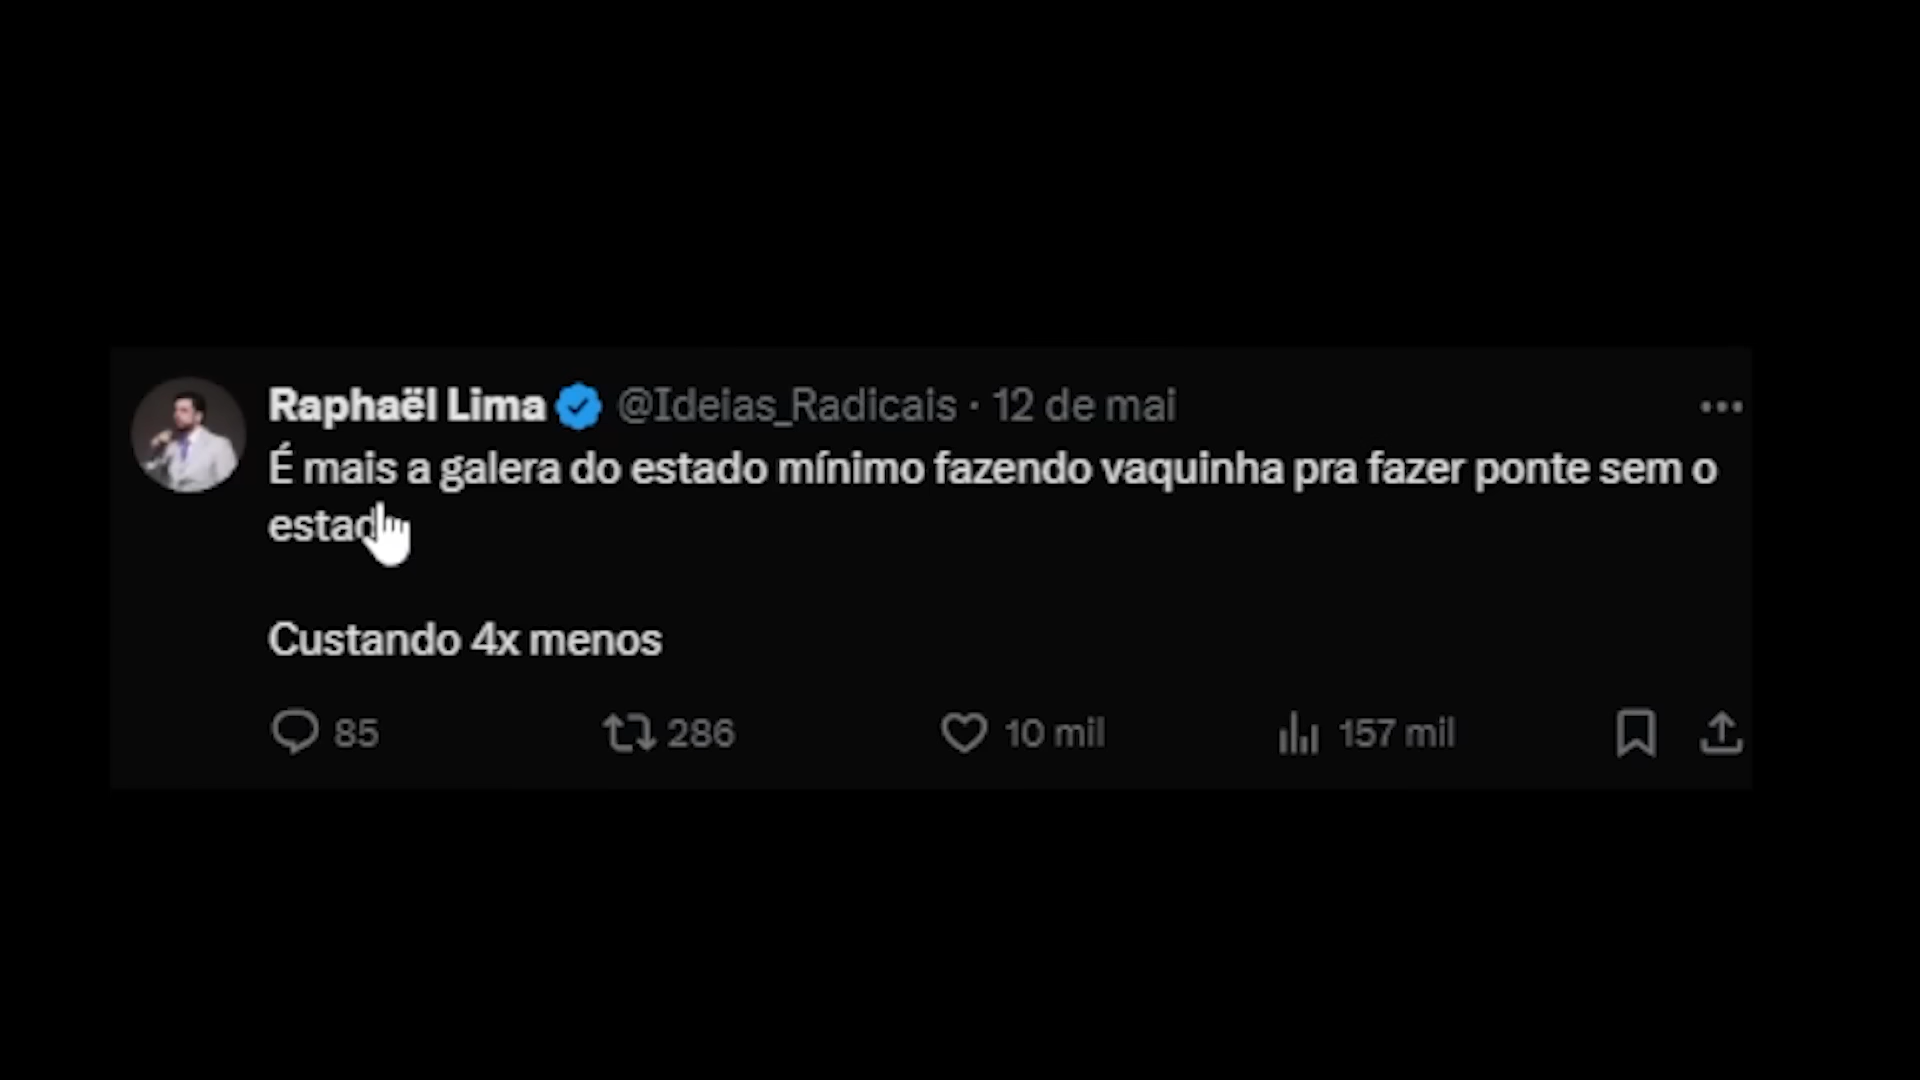 Raphaël Lima @Ideias_Radicais · 12 de mai
É mais a galera do estado mínimo fazendo vaquinha pra fazer ponte sem o
estad
Custando 4x menos
85 286 10 mil 157 mil